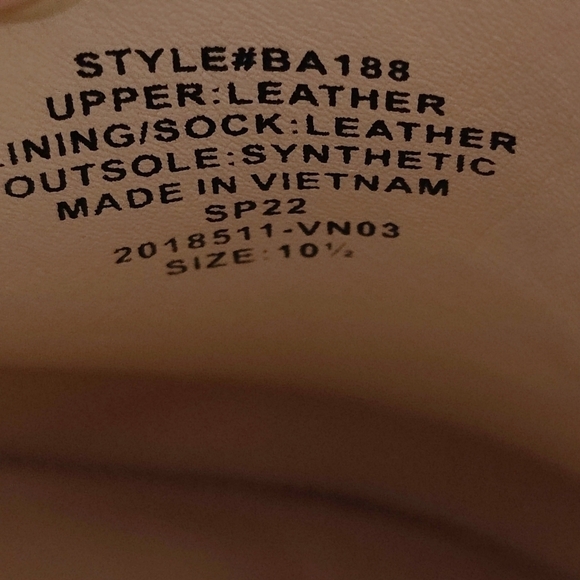 STYLE#BA188
UPPER:LEATHER
LINING/SOCK:LEATHER
OUTSOLE:SYNTHETIC
MADE IN VIETNAM
SP22
2018511-VN03
SIZE:10½